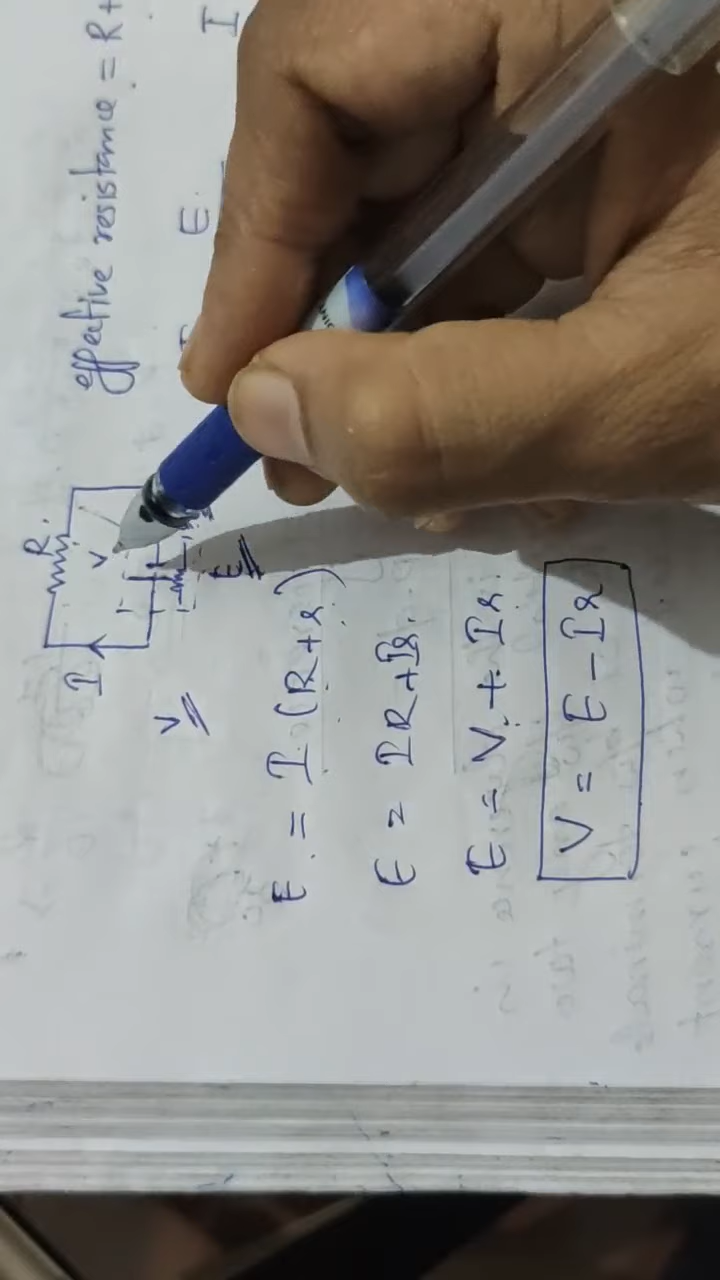 effective resistance = R+
E
I
R
V
I
E
V
E = I (R+r)
E = IR+Ir
E = V + Ir
V = E - Ir